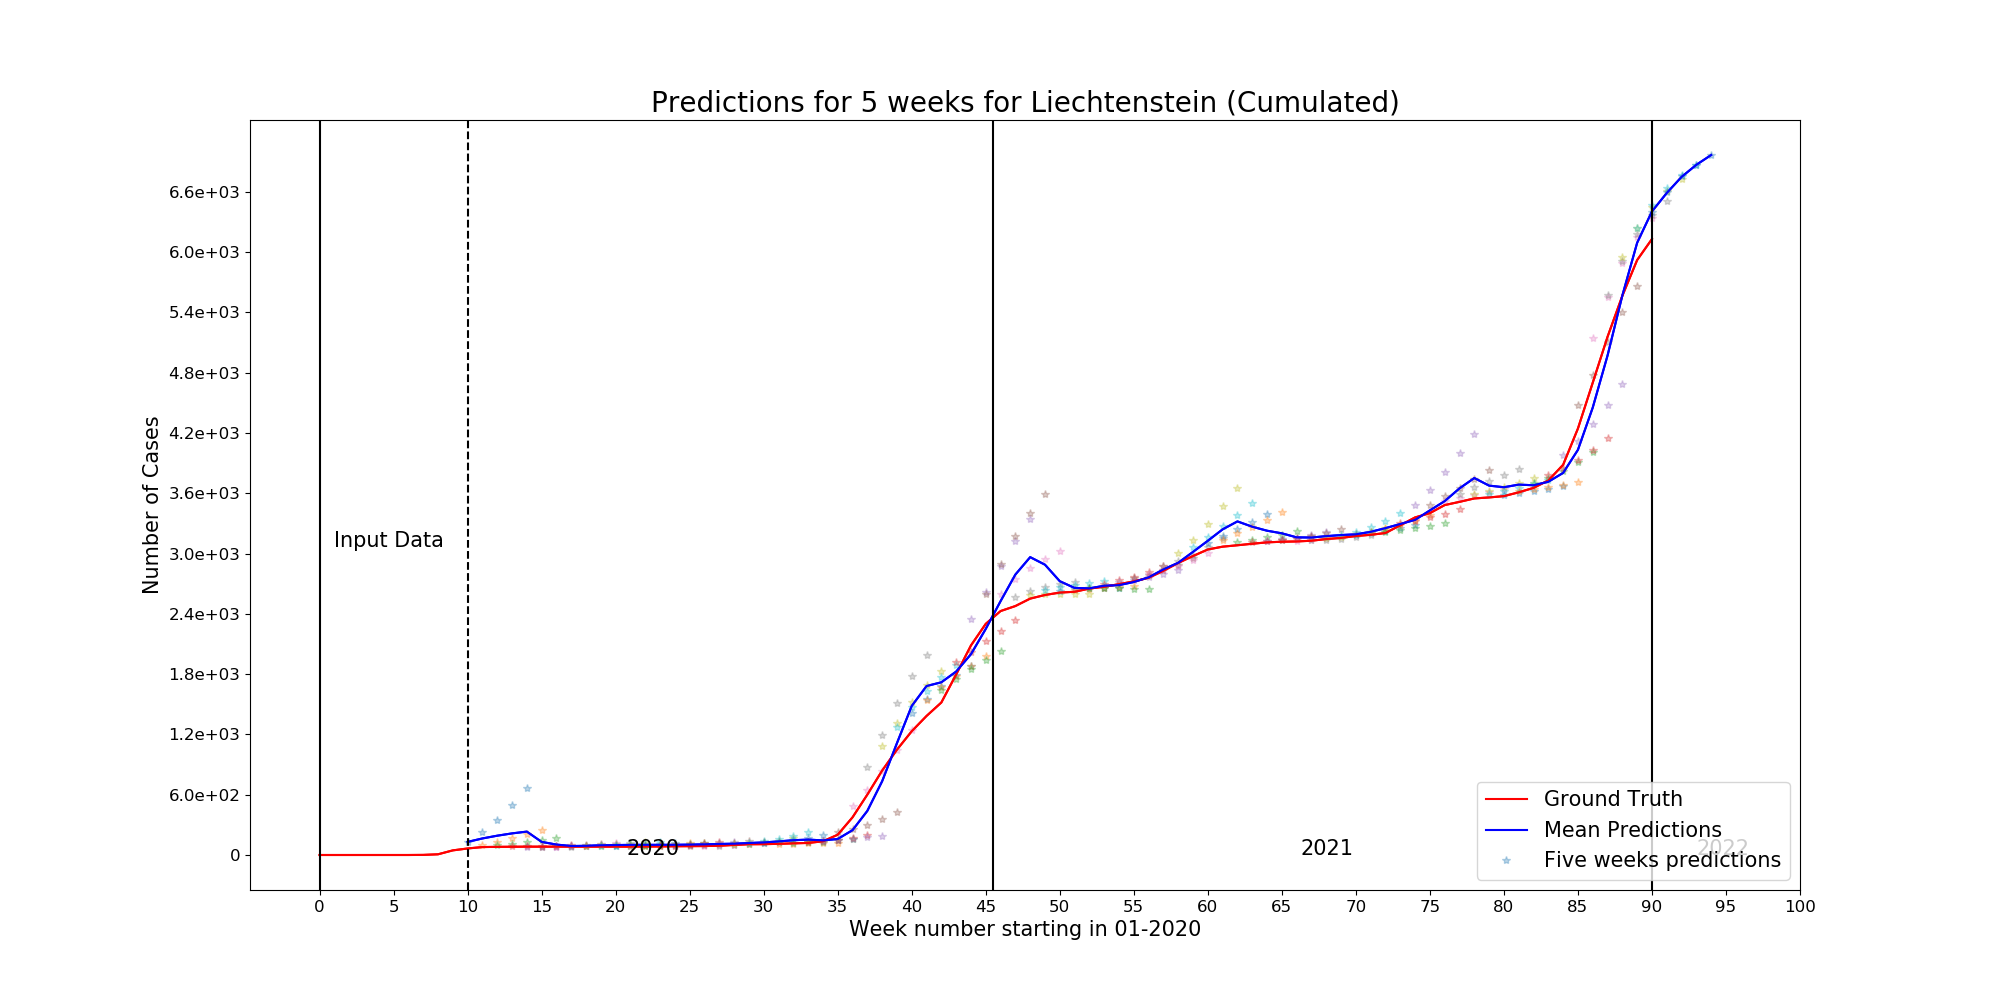 Predictions for 5 weeks for Liechtenstein (Cumulated)
6.6e+03
6.0e+03
5.4e+03
4.8e+03
4.2e+03
3.6e+03
3.0e+03
2.4e+03
1.8e+03
1.2e+03
6.0e+02
0
Number of Cases
Input Data
2020
2021
2022
Ground Truth
Mean Predictions
Five weeks predictions
0 5 10 15 20 25 30 35 40 45 50 55 60 65 70 75 80 85 90 95 100
Week number starting in 01-2020